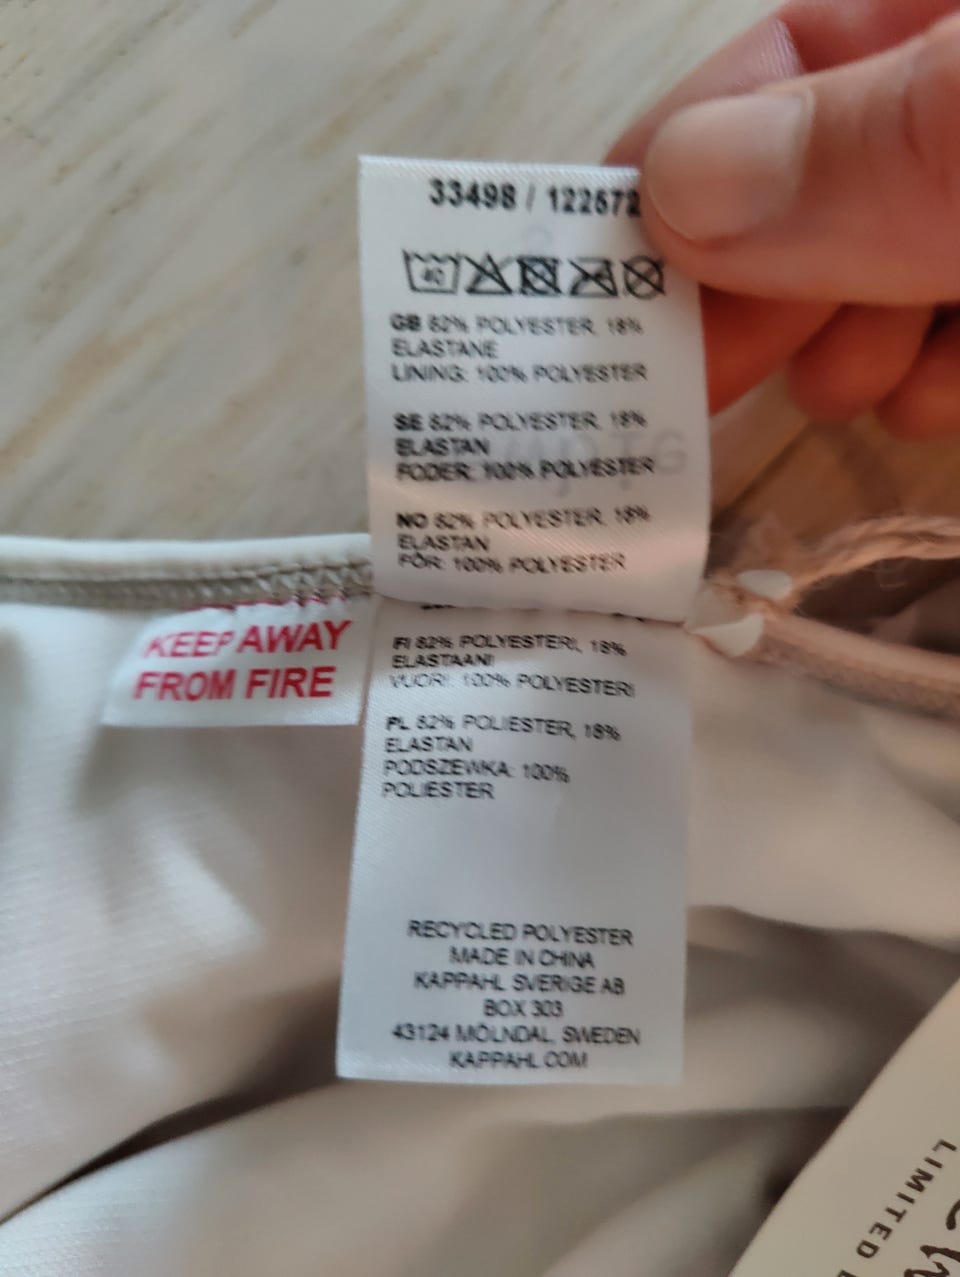 33498 / 122672
40
GB 82% POLYESTER, 18%
ELASTANE
LINING: 100% POLYESTER
SE 82% POLYESTER, 18%
ELASTAN
FODER: 100% POLYESTER
NO 82% POLYESTER, 18%
ELASTAN
FÔR: 100% POLYESTER
KEEP AWAY
FROM FIRE
FI 82% POLYESTERI, 18%
ELASTAANI
VUORI: 100% POLYESTERI
PL 82% POLIESTER, 18%
ELASTAN
PODSZEWKA: 100%
POLIESTER
RECYCLED POLYESTER
MADE IN CHINA
KAPPAHL SVERIGE AB
BOX 303
43124 MÖLNDAL, SWEDEN
KAPPAHL.COM
LIMITED